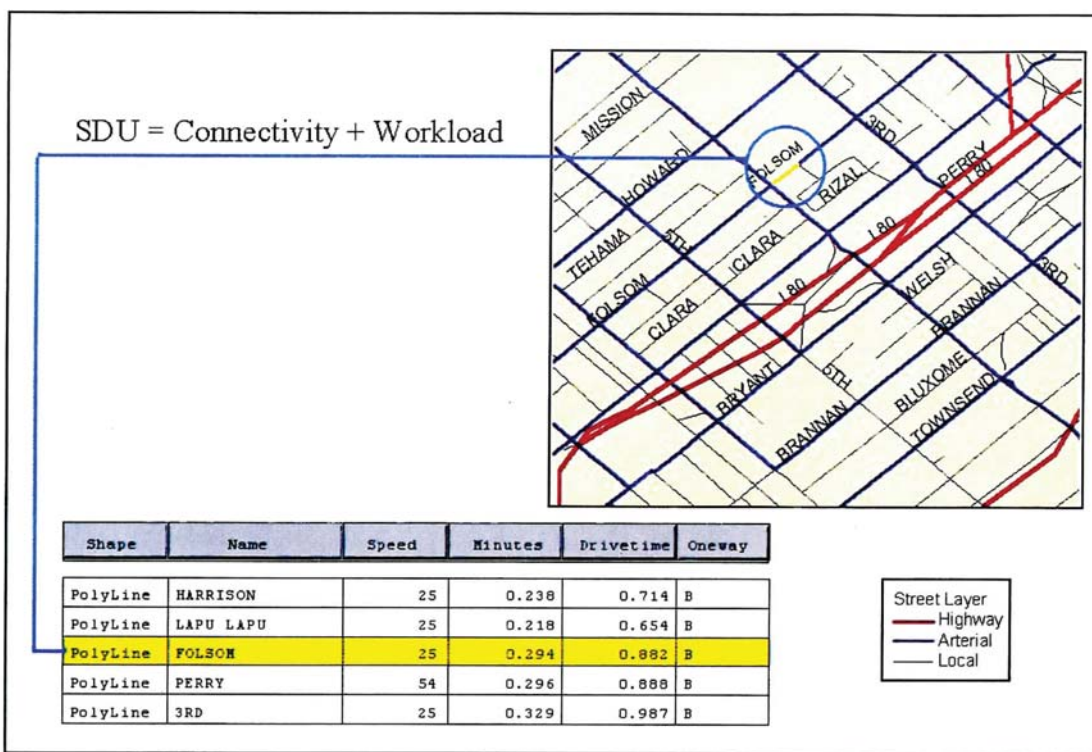 SDU = Connectivity + Workload
MISSION
HOWARD
FOLSOM
3RD
RIZAL
PERRY
I80
TEHAMA
5TH
CLARA
I80
FOLSOM
CLARA
I80
WELSH
3RD
BRANNAN
BRYANT
5TH
BLUXOME
BRANNAN
TOWNSEND
Shape Name Speed Minutes Drivetime Oneway
PolyLine HARRISON 25 0.238 0.714 B
PolyLine LAPU LAPU 25 0.218 0.654 B
PolyLine FOLSOM 25 0.294 0.882 B
PolyLine PERRY 54 0.296 0.888 B
PolyLine 3RD 25 0.329 0.987 B
Street Layer
Highway
Arterial
Local